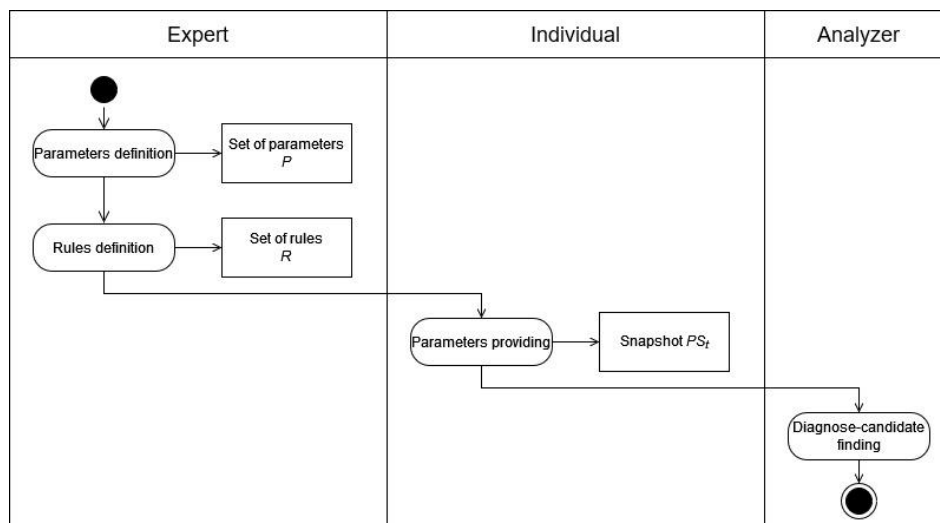 Expert
Individual
Analyzer
Parameters definition
Set of parameters
P
Rules definition
Set of rules
R
Parameters providing
Snapshot PSt
Diagnose-candidate
finding